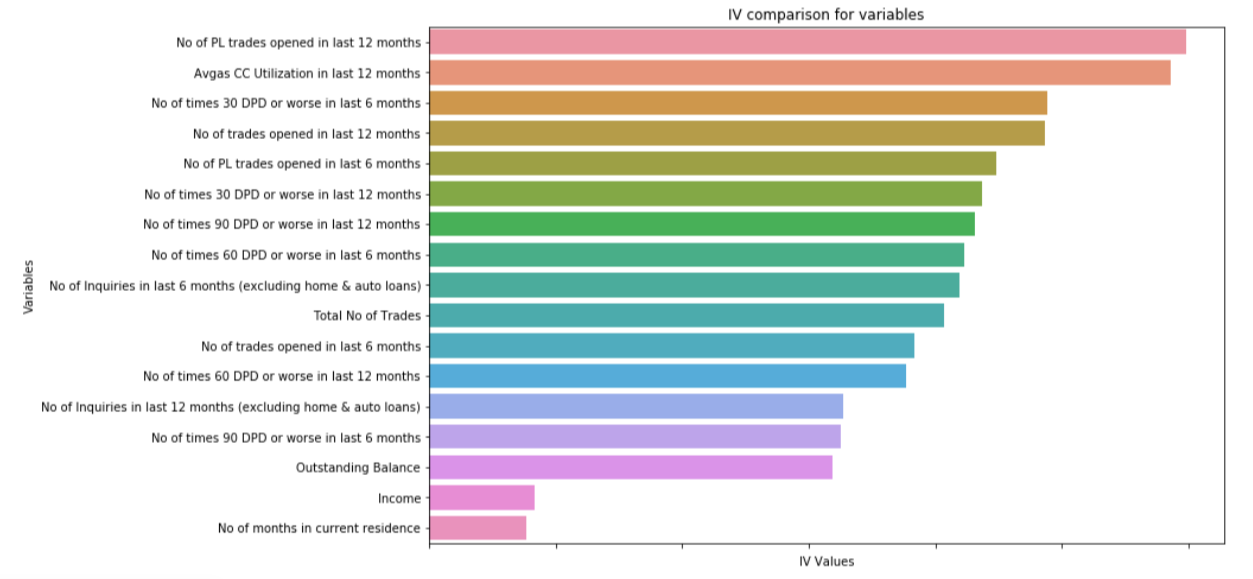 IV comparison for variables
No of PL trades opened in last 12 months
Avgas CC Utilization in last 12 months
No of times 30 DPD or worse in last 6 months
No of trades opened in last 12 months
No of PL trades opened in last 6 months
No of times 30 DPD or worse in last 12 months
No of times 90 DPD or worse in last 12 months
No of times 60 DPD or worse in last 6 months
No of Inquiries in last 6 months (excluding home & auto loans)
Total No of Trades
No of trades opened in last 6 months
No of times 60 DPD or worse in last 12 months
No of Inquiries in last 12 months (excluding home & auto loans)
No of times 90 DPD or worse in last 6 months
Outstanding Balance
Income
No of months in current residence
Variables
IV Values